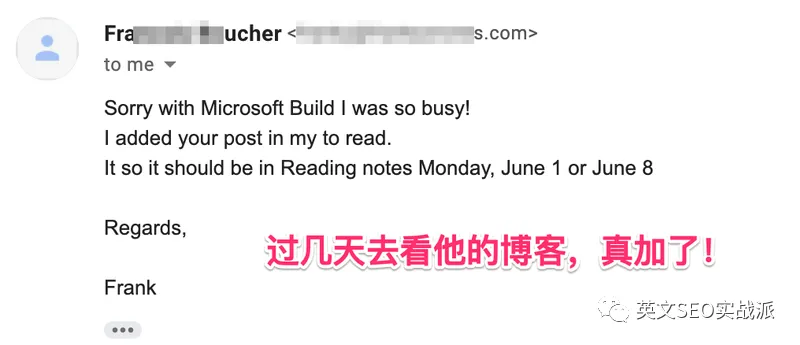 Fra ucher < s.com>
to me
Sorry with Microsoft Build I was so busy!
I added your post in my to read.
It so it should be in Reading notes Monday, June 1 or June 8
Regards,
过几天去看他的博客，真加了！
Frank
英文SEO实战派